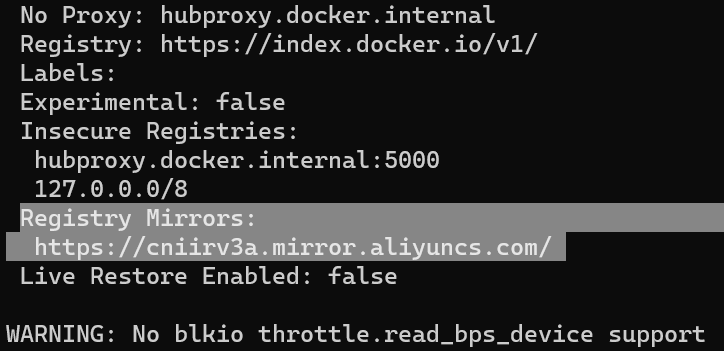 No Proxy: hubproxy.docker.internal
Registry: https://index.docker.io/v1/
Labels:
Experimental: false
Insecure Registries:
hubproxy.docker.internal:5000
127.0.0.0/8
Registry Mirrors:
https://cniirv3a.mirror.aliyuncs.com/
Live Restore Enabled: false
WARNING: No blkio throttle.read_bps_device support